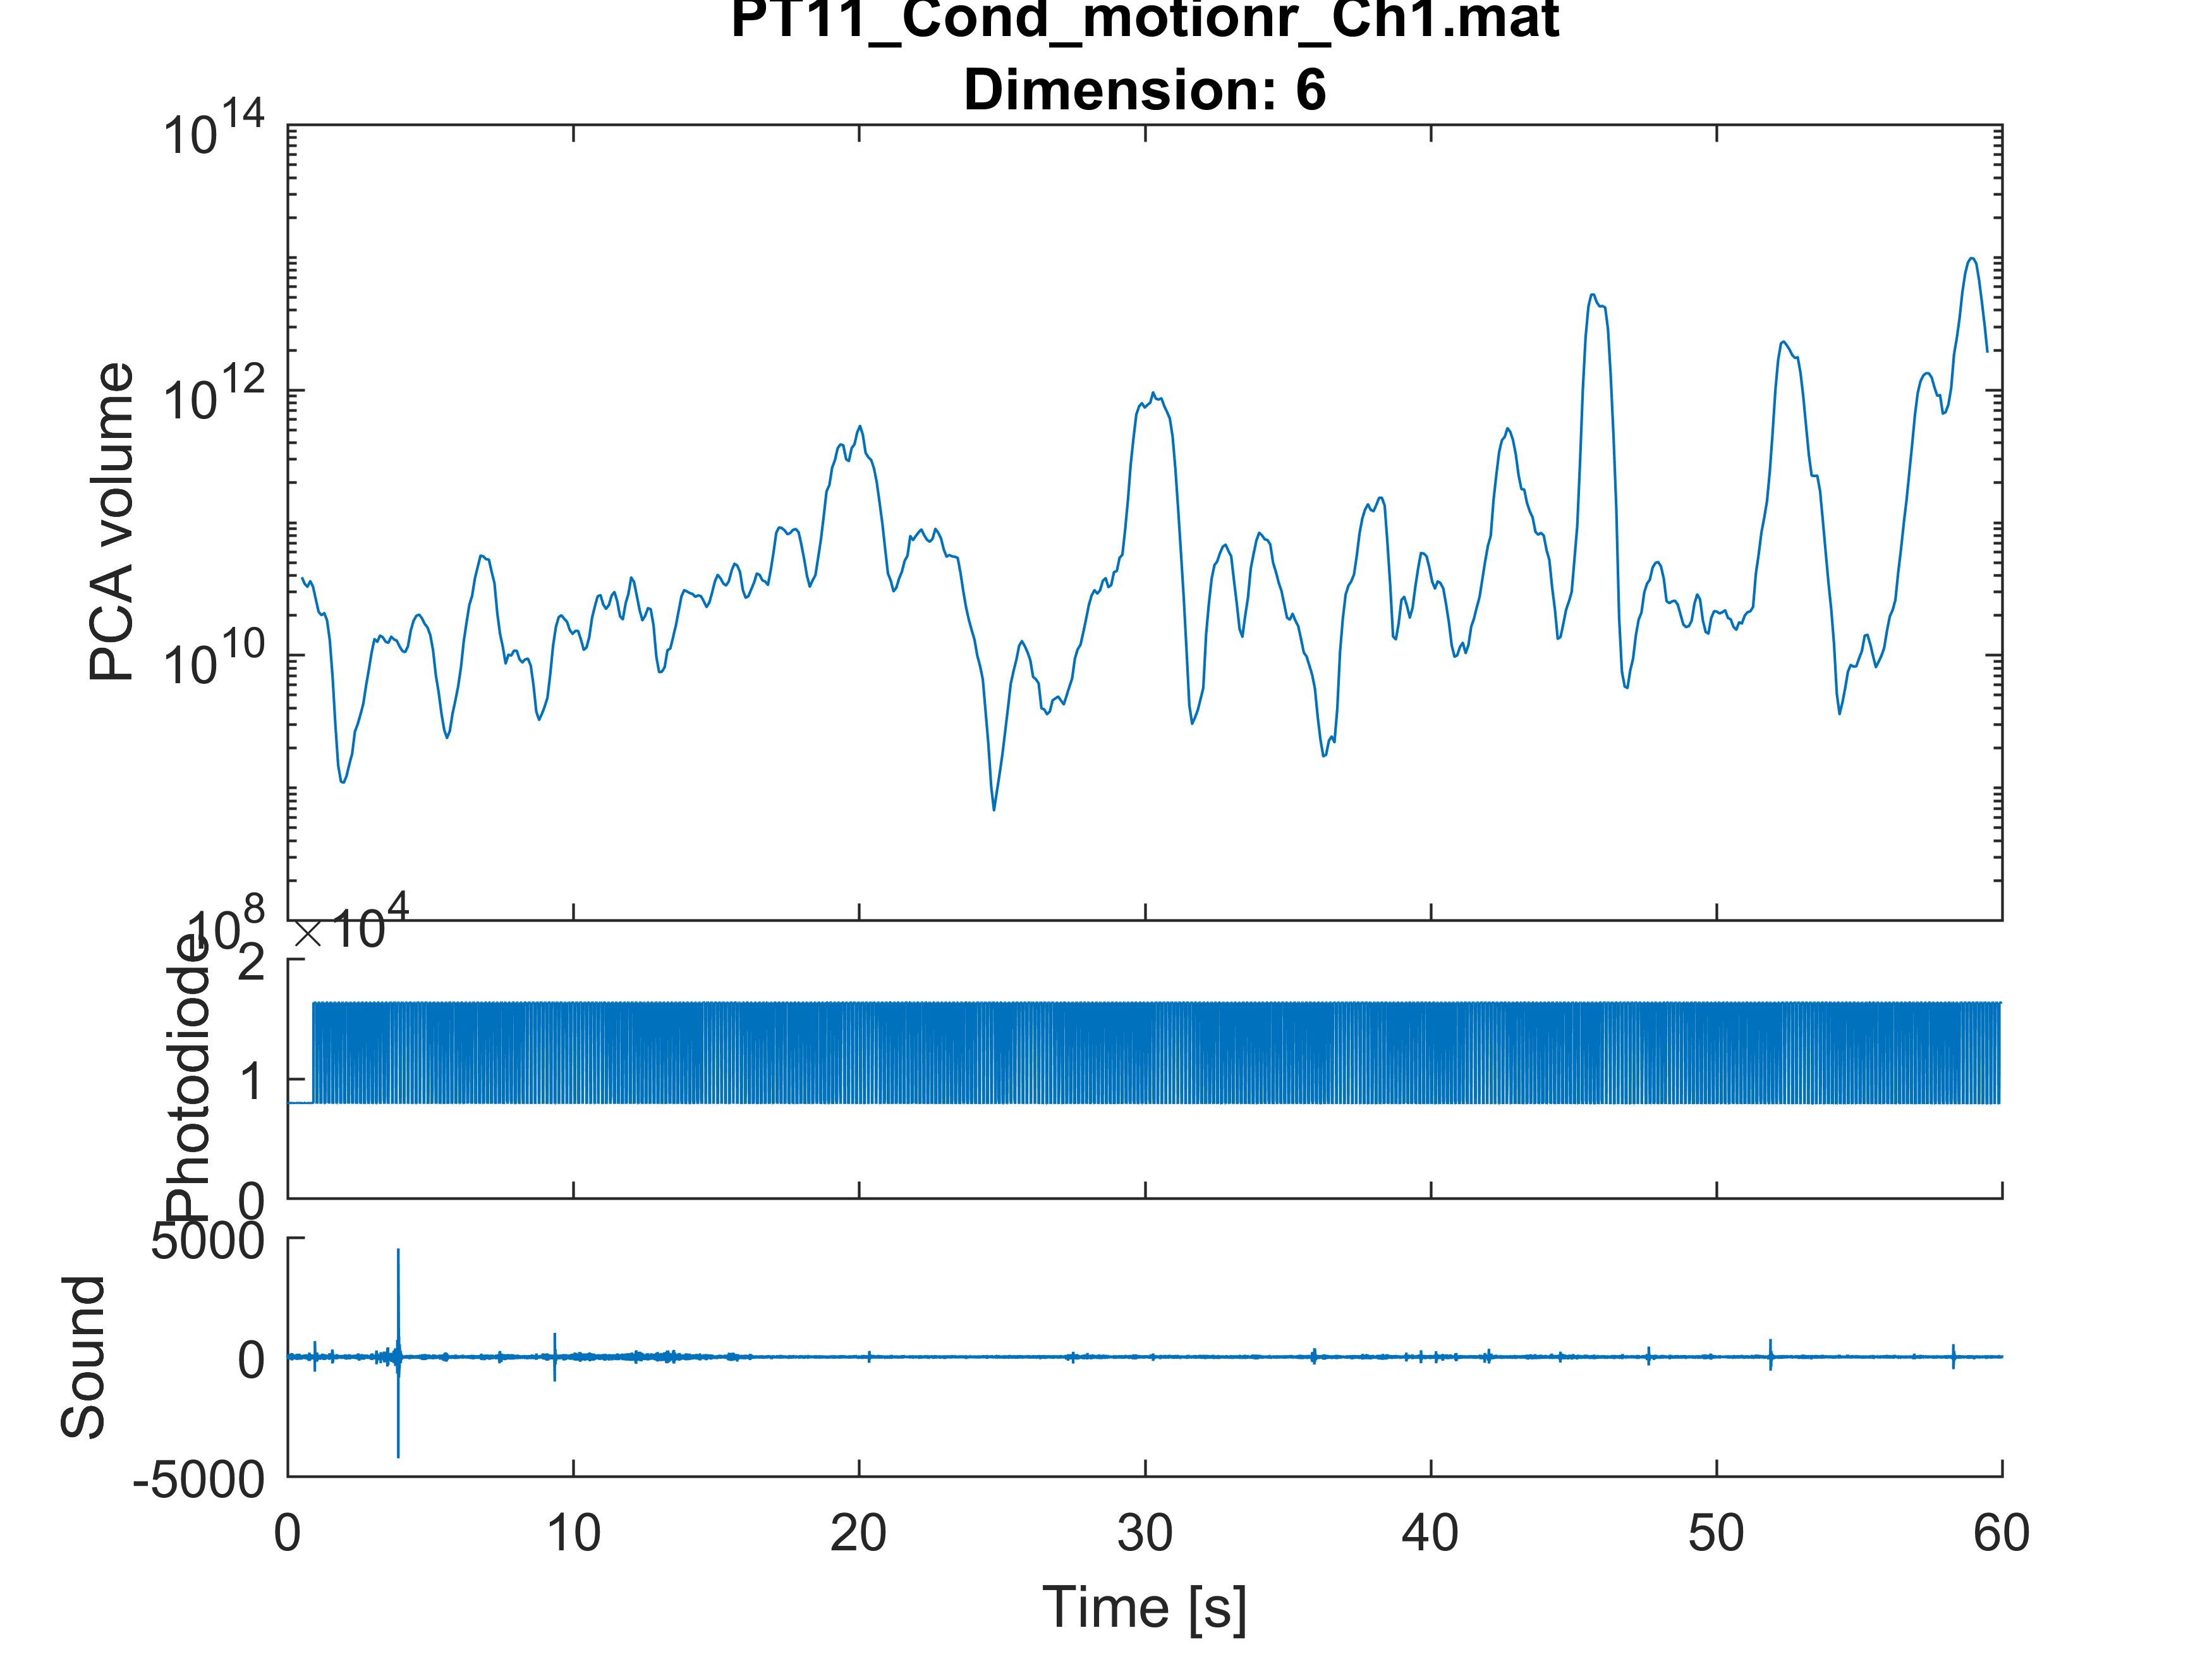 PT11_Cond_motionr_Ch1.mat
Dimension: 6
PCA volume
10^14
10^12
10^10
10^8
× 10^4
Photodiode
2
1
0
Sound
5000
0
-5000
0 10 20 30 40 50 60
Time [s]